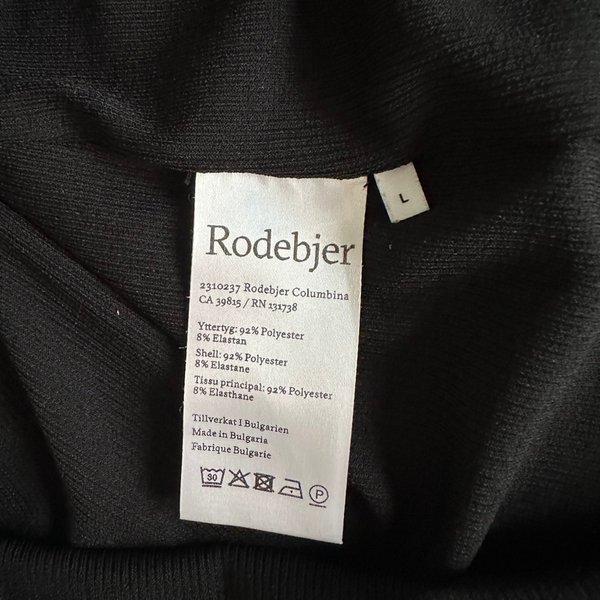 L
Rodebjer
2310237 Rodebjer Columbina
CA 39815 / RN 131738
Yttertyg: 92% Polyester
8% Elastan
Shell: 92% Polyester
8% Elastane
Tissu principal: 92% Polyester
8% Elasthane
Tillverkat I Bulgarien
Made in Bulgaria
Fabrique Bulgarie
30 P